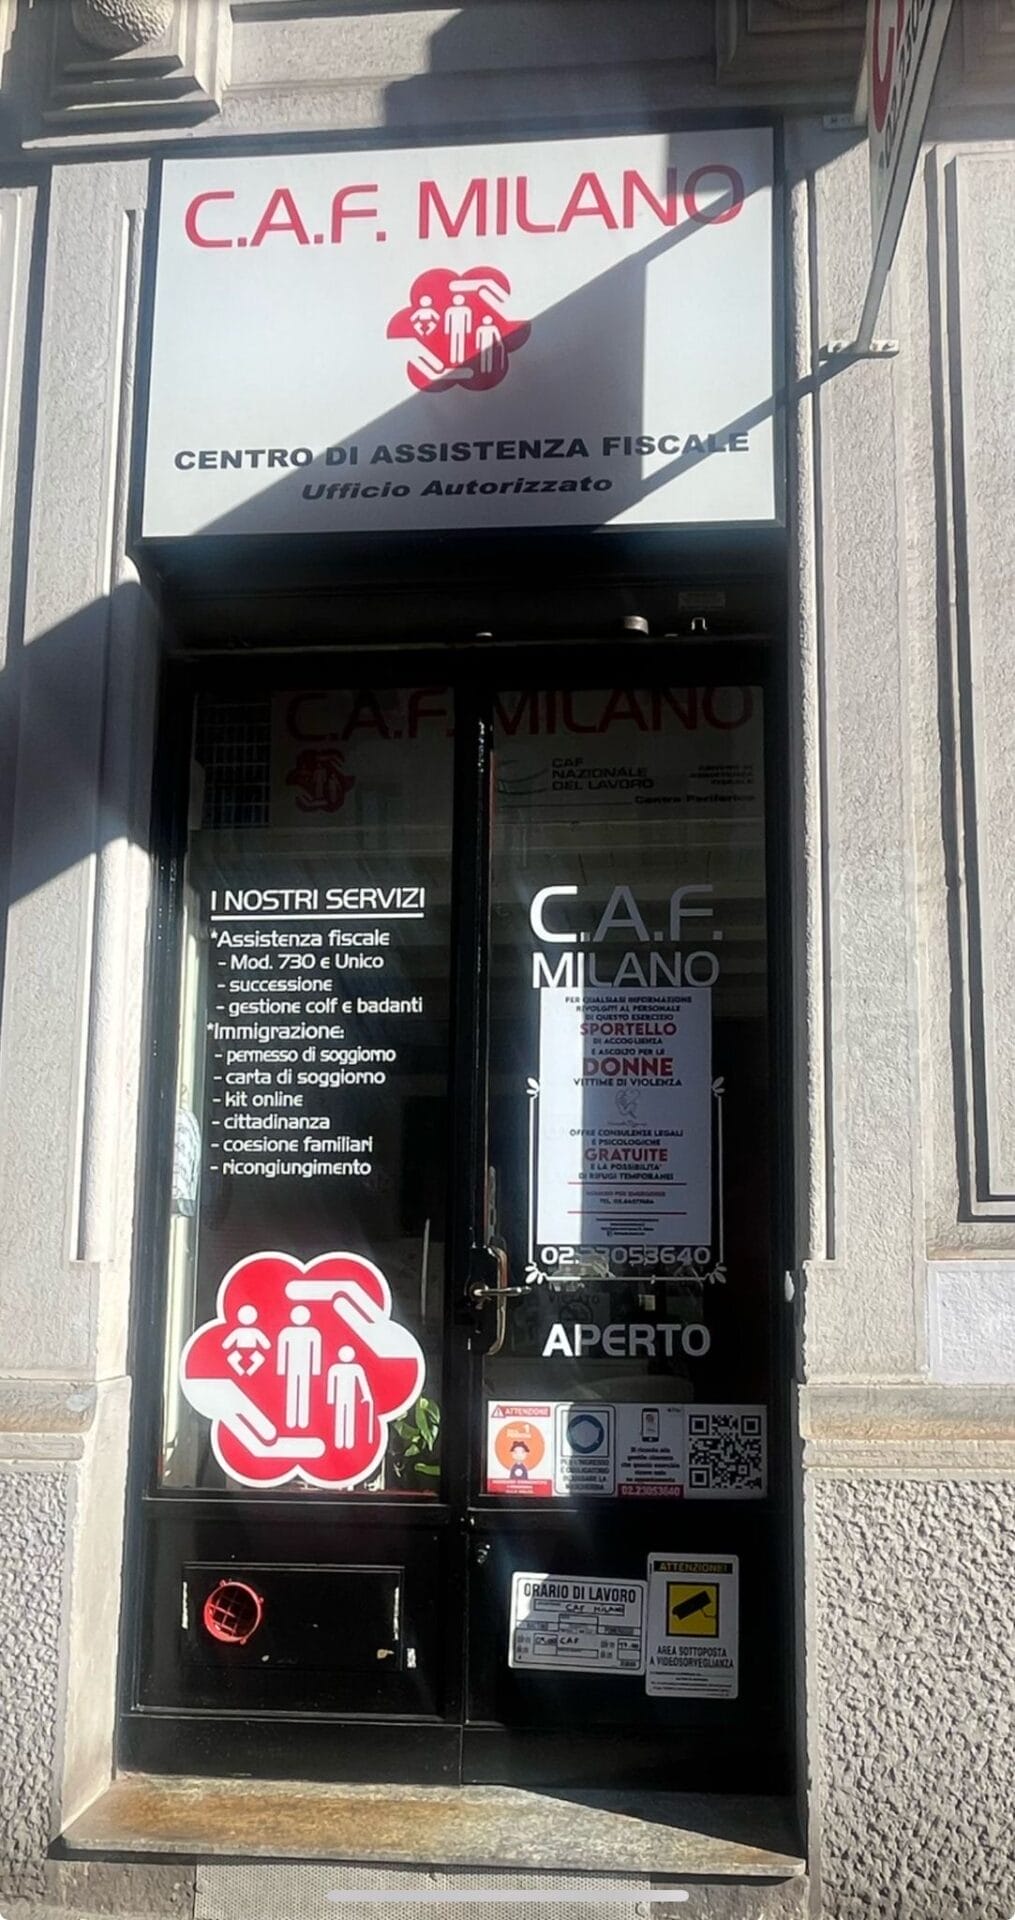 C.A.F. MILANO
CENTRO DI ASSISTENZA FISCALE
Ufficio Autorizzato
C.A.F. MILANO
CAF
NAZIONALE
DEL LAVORO
I NOSTRI SERVIZI
*Assistenza fiscale
- Mod. 730 e Unico
- successione
- gestione colf e badanti
*Immigrazione:
- permesso di soggiorno
- carta di soggiorno
- kit online
- cittadinanza
- coesione familiari
- ricongiungimento
C.A.F.
MILANO
PER QUALSIASI INFORMAZIONE
RIVOLGITI AL PERSONALE
DI QUESTO ESERCIZIO
SPORTELLO
DI ACCOGLIENZA
E ASCOLTO PER LE
DONNE
VITTIME DI VIOLENZA
OFFRE CONSULENZE LEGALI
E PSICOLOGICHE
GRATUITE
E LA POSSIBILITA'
DI RIFUGI TEMPORANEI
02.23053640
APERTO
ATTENZIONE
02.23053640
ORARIO DI LAVORO
CAF MILANO
CAF
ATTENZIONE!
AREA SOTTOPOSTA
A VIDEOSORVEGLIANZA